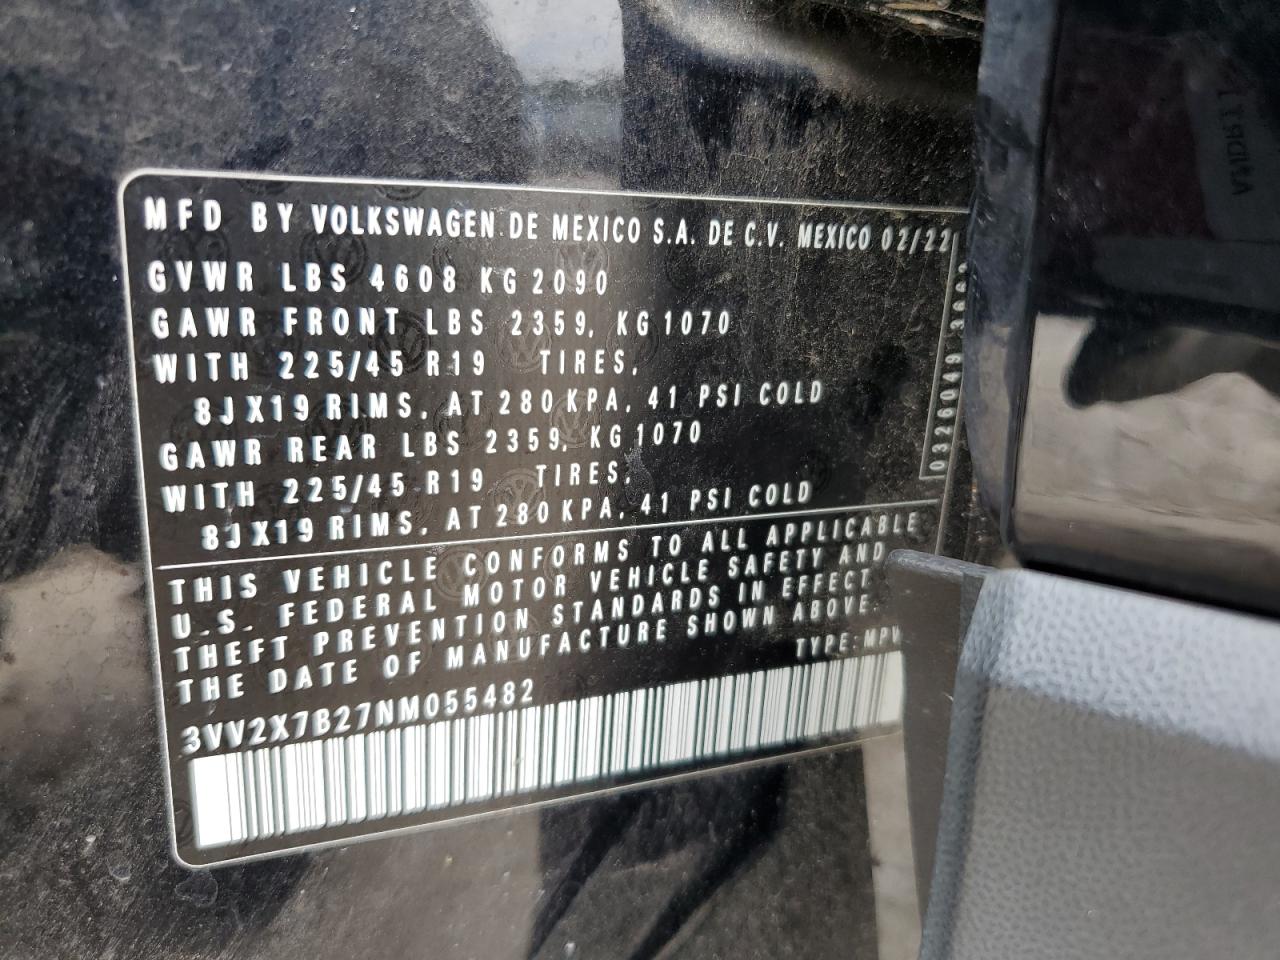 MFD BY VOLKSWAGEN DE MEXICO S.A. DE C.V. MEXICO 02/22
GVWR LBS 4608 KG 2090
GAWR FRONT LBS 2359, KG 1070
WITH 225/45 R19 TIRES,
8JX19 RIMS, AT 280 KPA, 41 PSI COLD
GAWR REAR LBS 2359, KG 1070
WITH 225/45 R19 TIRES,
8JX19 RIMS, AT 280 KPA, 41 PSI COLD
THIS VEHICLE CONFORMS TO ALL APPLICABLE
U.S. FEDERAL MOTOR VEHICLE SAFETY AND
THEFT PREVENTION STANDARDS IN EFFECT
THE DATE OF MANUFACTURE SHOWN ABOVE.
TYPE: MPV
3VV2X7B27NM055482
0326049